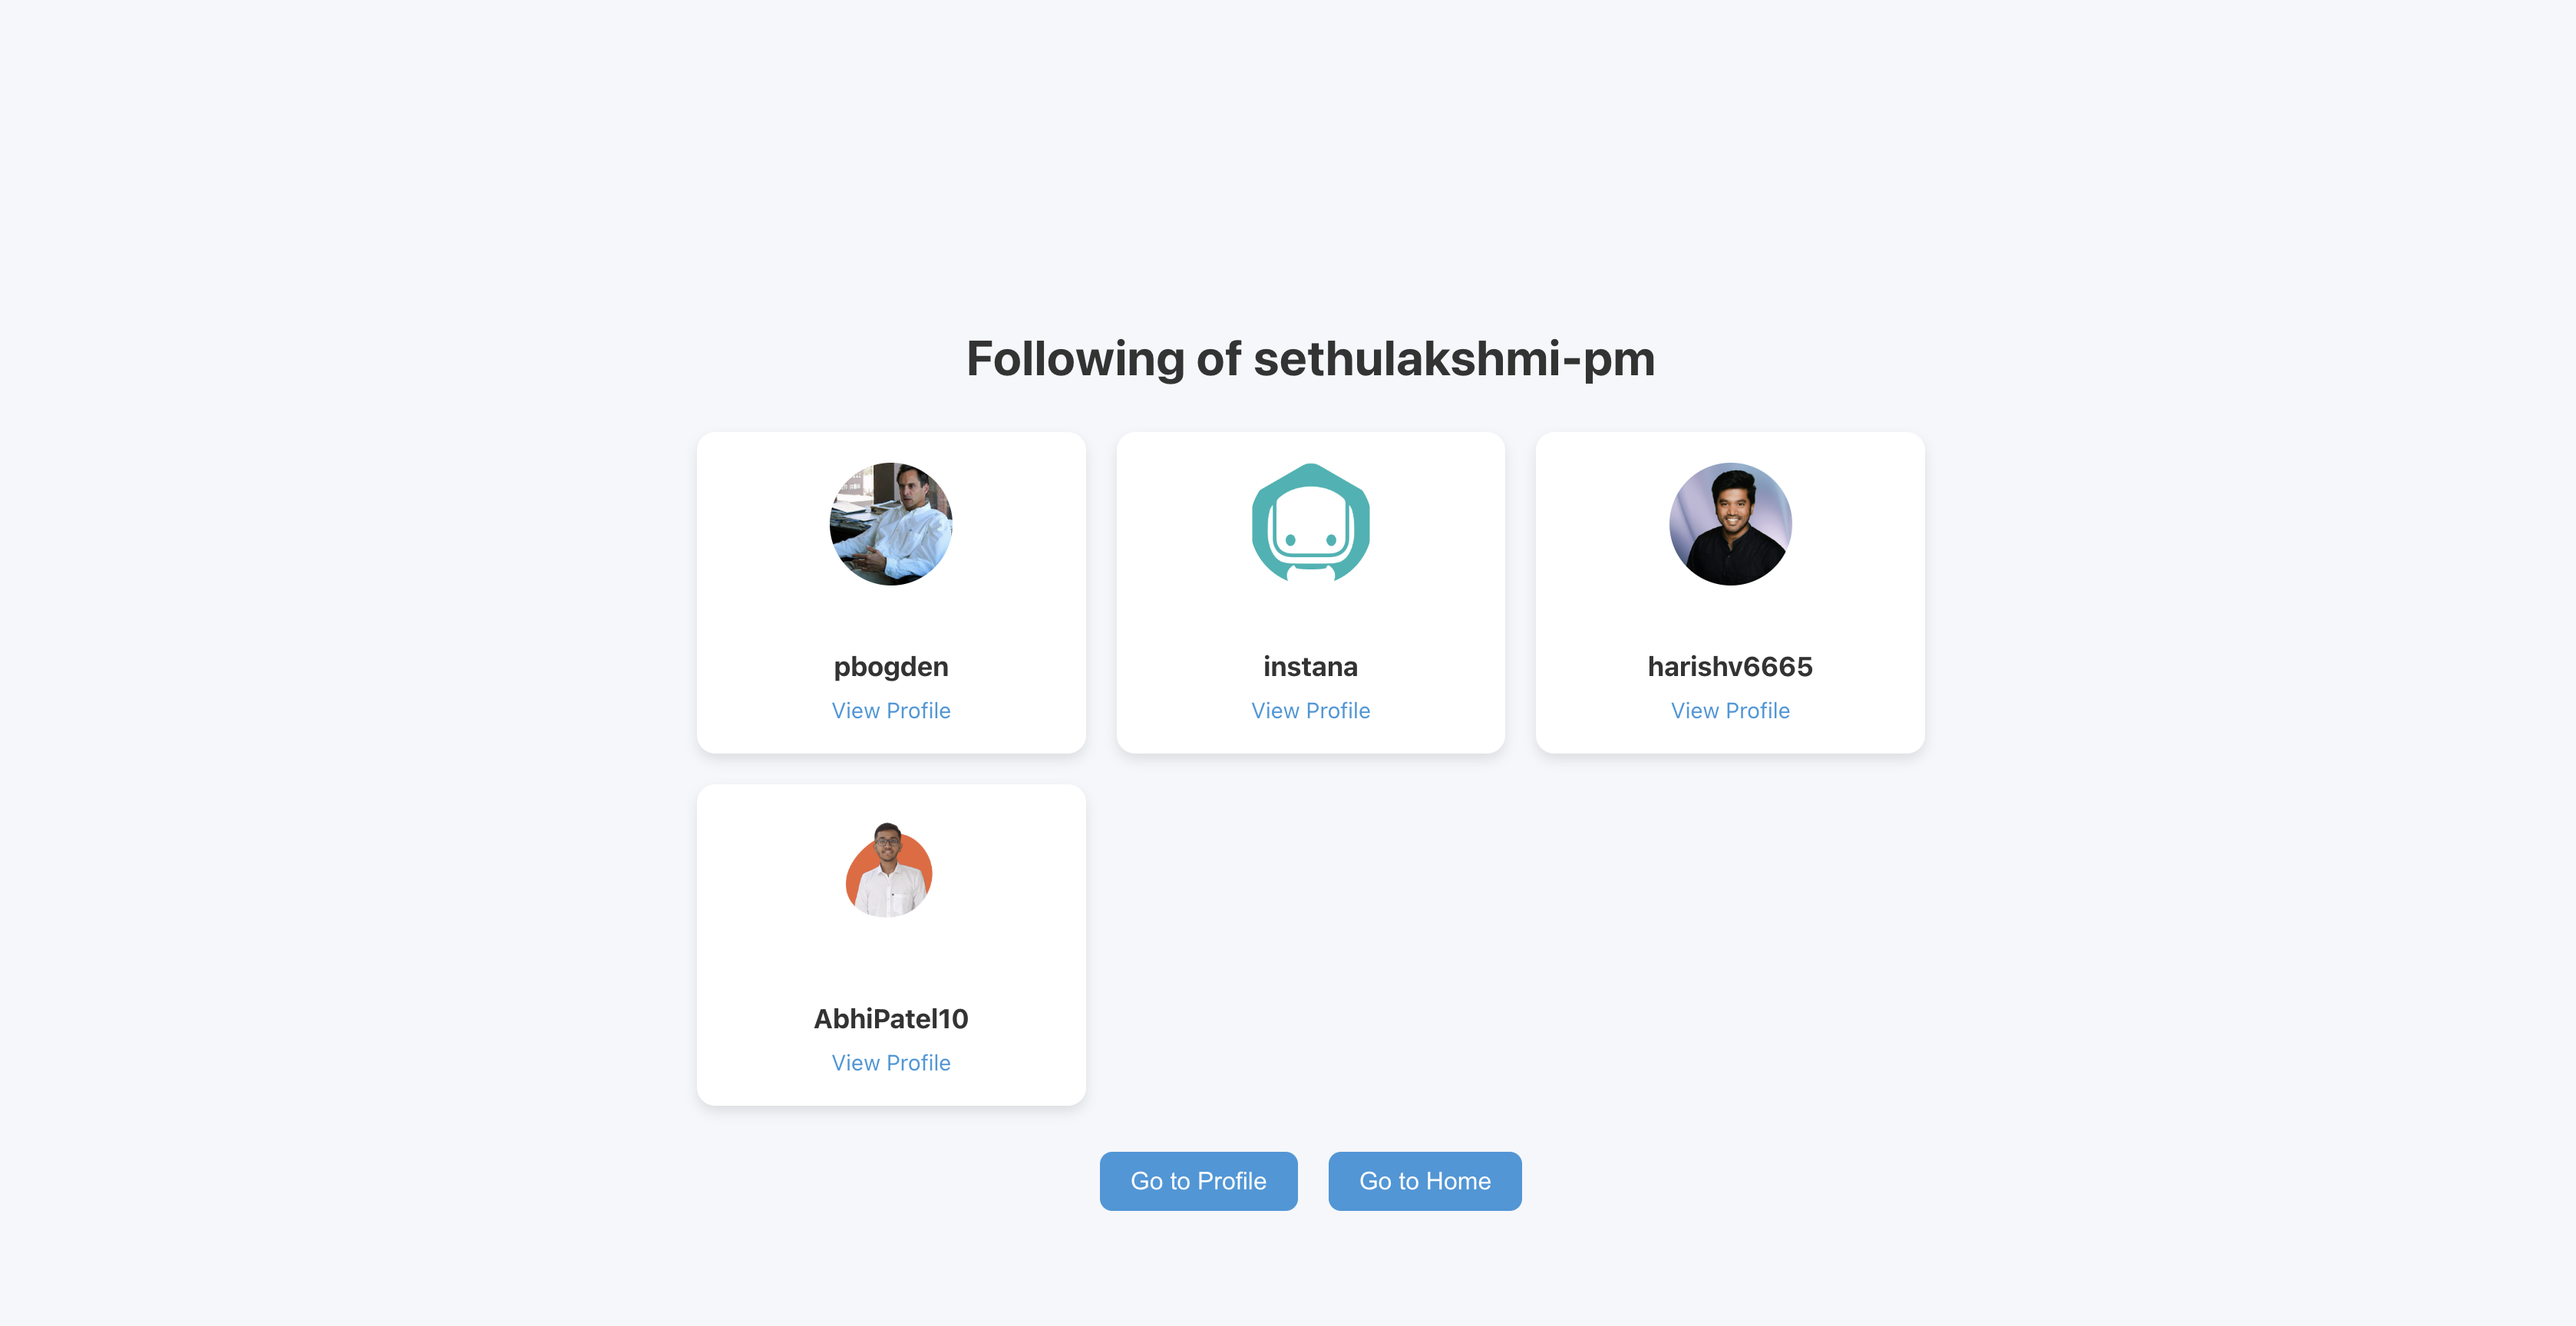 Following of sethulakshmi-pm
pbogden
View Profile
instana
View Profile
harishv6665
View Profile
AbhiPatel10
View Profile
Go to Profile
Go to Home